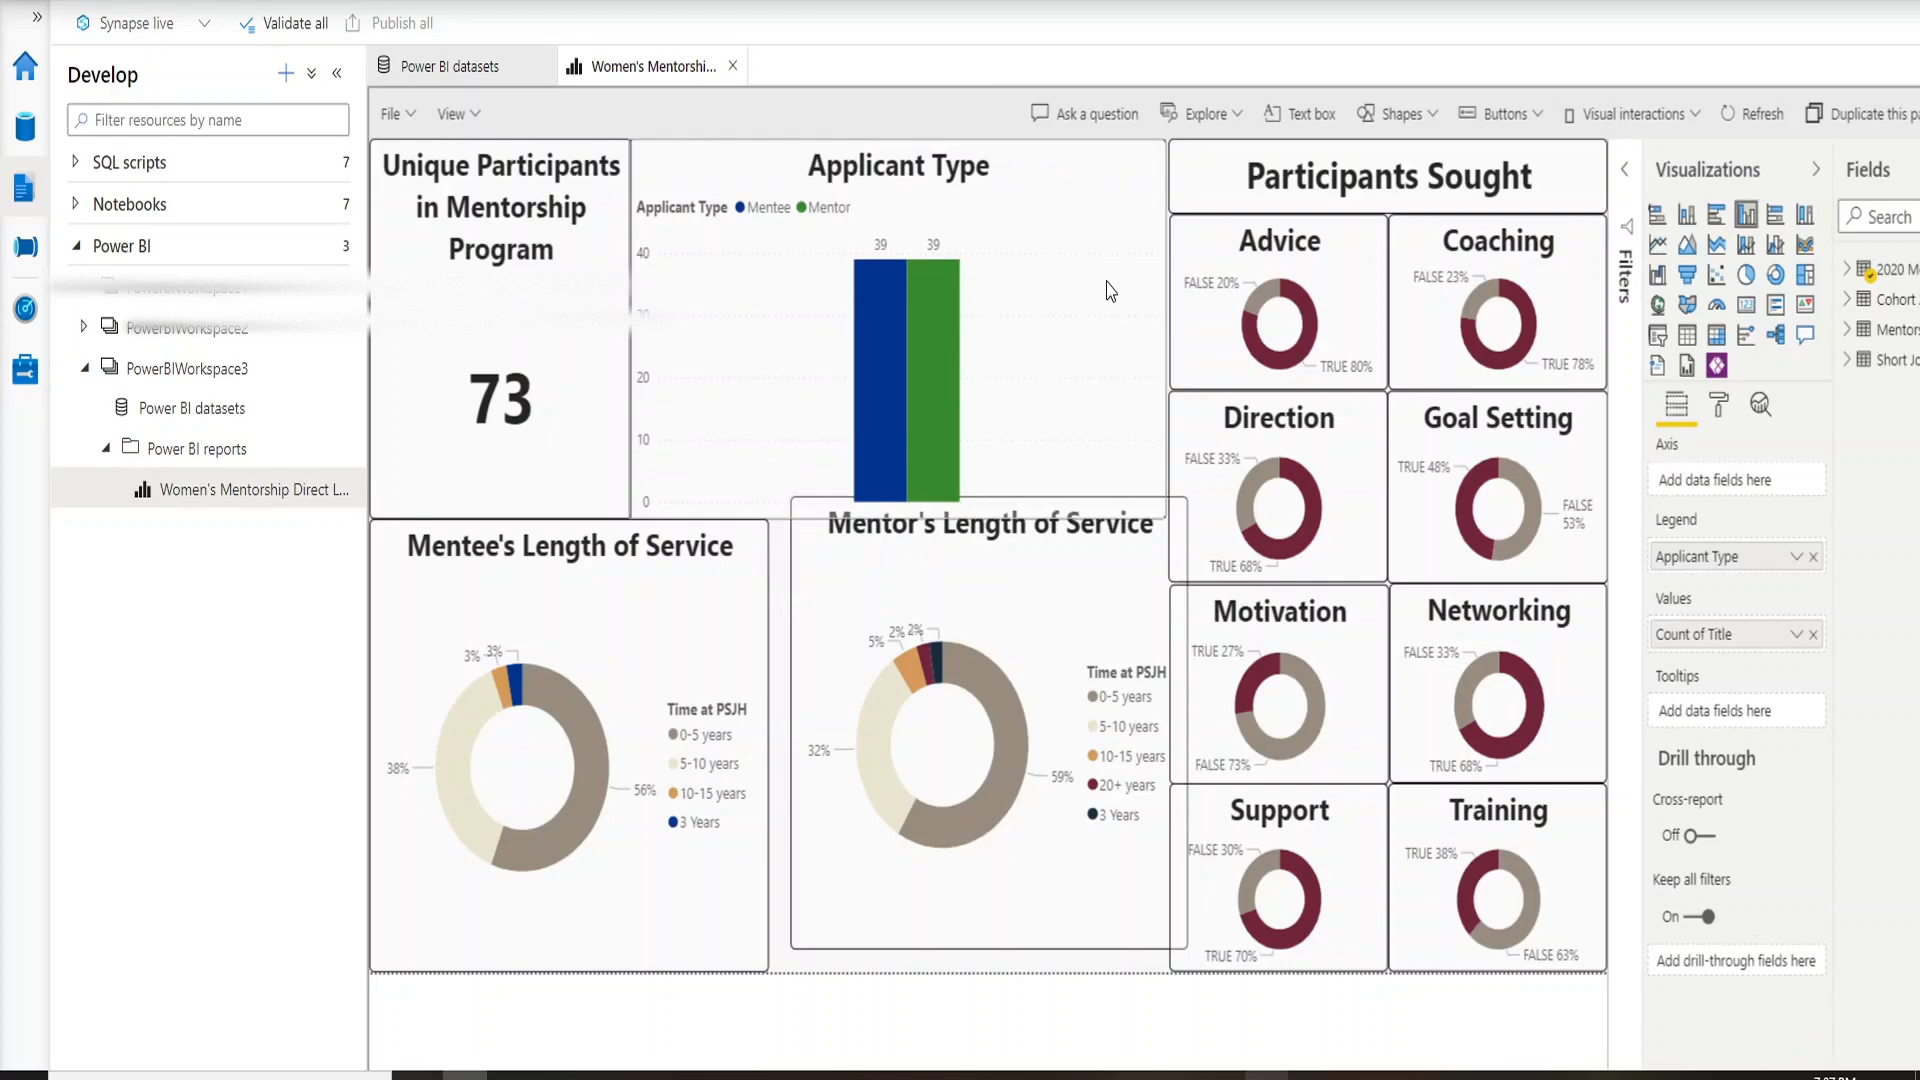 Synapse live
Validate all
Publish all
Develop
Filter resources by name
SQL scripts 7
Notebooks 7
Power BI 3
PowerBIWorkspace2
PowerBIWorkspace3
Power BI datasets
Power BI reports
Women's Mentorship Direct L...
Power BI datasets
Women's Mentorshi...
File
View
Ask a question
Explore
Text box
Shapes
Buttons
Visual interactions
Refresh
Duplicate this pa
Unique Participants
in Mentorship
Program
73
Applicant Type
Applicant Type Mentee Mentor
39 39
40
30
20
10
0
Mentee's Length of Service
3% 3%
38%
56%
Time at PSJH
0-5 years
5-10 years
10-15 years
3 Years
Mentor's Length of Service
5% 2% 2%
32%
59%
Time at PSJH
0-5 years
5-10 years
10-15 years
20+ years
3 Years
Participants Sought
Advice
FALSE 20%
TRUE 80%
Coaching
FALSE 23%
TRUE 78%
Direction
FALSE 33%
TRUE 68%
Goal Setting
TRUE 48%
FALSE
53%
Motivation
TRUE 27%
FALSE 73%
Networking
FALSE 33%
TRUE 68%
Support
FALSE 30%
TRUE 70%
Training
TRUE 38%
FALSE 63%
Filters
Visualizations
Axis
Add data fields here
Legend
Applicant Type
Values
Count of Title
Tooltips
Add data fields here
Drill through
Cross-report
Off
Keep all filters
On
Add drill-through fields here
Fields
Search
2020 M
Cohort
Mentors
Short Jo